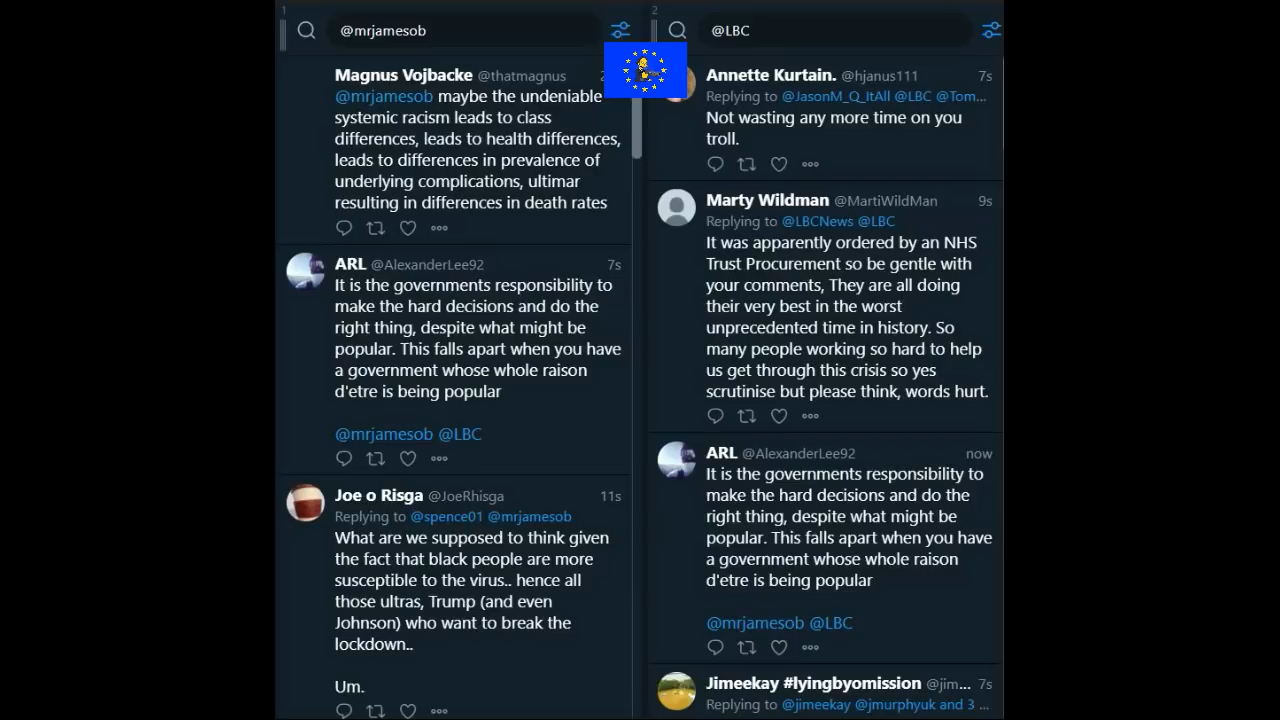 1
@mrjamesob
Magnus Vojbacke @thatmagnus
@mrjamesob maybe the undeniable
systemic racism leads to class
differences, leads to health differences,
leads to differences in prevalence of
underlying complications, ultimar
resulting in differences in death rates
ARL @AlexanderLee92 7s
It is the governments responsibility to
make the hard decisions and do the
right thing, despite what might be
popular. This falls apart when you have
a government whose whole raison
d'etre is being popular
@mrjamesob @LBC
Joe o Risga @JoeRhisga 11s
Replying to @spence01 @mrjamesob
What are we supposed to think given
the fact that black people are more
susceptible to the virus.. hence all
those ultras, Trump (and even
Johnson) who want to break the
lockdown..
Um.
2
@LBC
Annette Kurtain. @hjanus111 7s
Replying to @JasonM_Q_ItAll @LBC @Tom...
Not wasting any more time on you
troll.
Marty Wildman @MartiWildMan 9s
Replying to @LBCNews @LBC
It was apparently ordered by an NHS
Trust Procurement so be gentle with
your comments, They are all doing
their very best in the worst
unprecedented time in history. So
many people working so hard to help
us get through this crisis so yes
scrutinise but please think, words hurt.
ARL @AlexanderLee92 now
It is the governments responsibility to
make the hard decisions and do the
right thing, despite what might be
popular. This falls apart when you have
a government whose whole raison
d'etre is being popular
@mrjamesob @LBC
Jimeekay #lyingbyomission @jim... 7s
Replying to @jimeekay @jmurphyuk and 3 ...